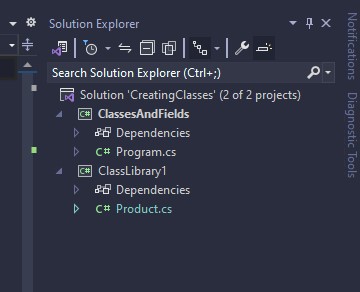 Solution Explorer
Search Solution Explorer (Ctrl+;)
Solution 'CreatingClasses' (2 of 2 projects)
C# ClassesAndFields
Dependencies
C# Program.cs
C# ClassLibrary1
Dependencies
C# Product.cs
Notifications
Diagnostic Tools